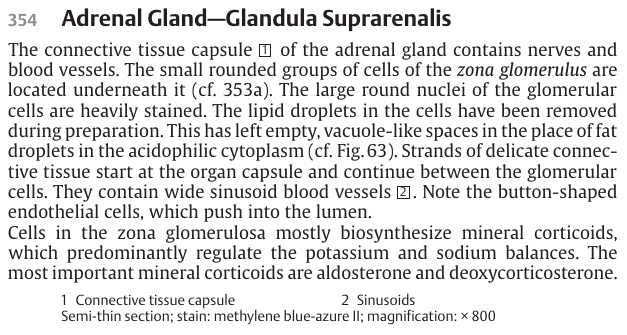 354 Adrenal Gland—Glandula Suprarenalis
The connective tissue capsule 1 of the adrenal gland contains nerves and
blood vessels. The small rounded groups of cells of the zona glomerulus are
located underneath it (cf. 353a). The large round nuclei of the glomerular
cells are heavily stained. The lipid droplets in the cells have been removed
during preparation. This has left empty, vacuole-like spaces in the place of fat
droplets in the acidophilic cytoplasm (cf. Fig. 63). Strands of delicate connec-
tive tissue start at the organ capsule and continue between the glomerular
cells. They contain wide sinusoid blood vessels 2. Note the button-shaped
endothelial cells, which push into the lumen.
Cells in the zona glomerulosa mostly biosynthesize mineral corticoids,
which predominantly regulate the potassium and sodium balances. The
most important mineral corticoids are aldosterone and deoxycorticosterone.
1 Connective tissue capsule 2 Sinusoids
Semi-thin section; stain: methylene blue-azure II; magnification: × 800